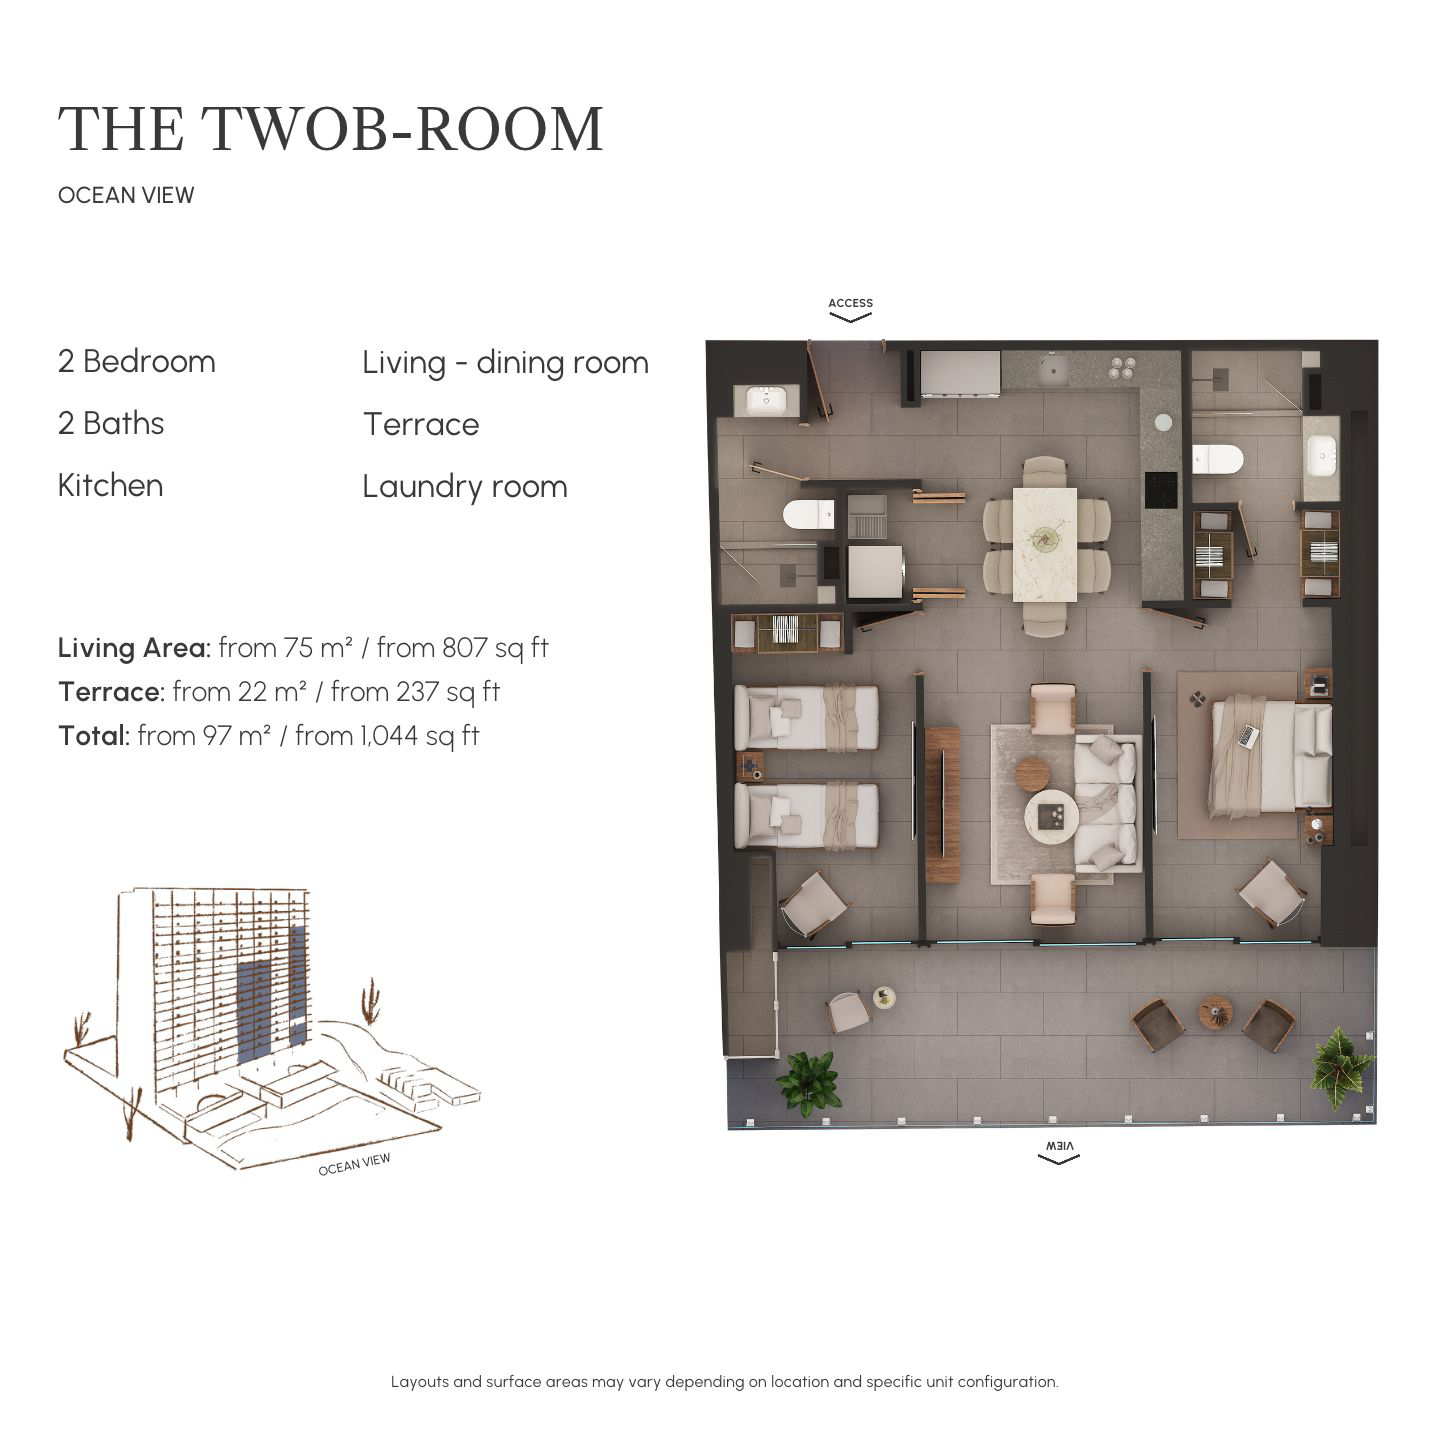 THE TWOB-ROOM
OCEAN VIEW
2 Bedroom
2 Baths
Kitchen
Living - dining room
Terrace
Laundry room
Living Area: from 75 m² / from 807 sq ft
Terrace: from 22 m² / from 237 sq ft
Total: from 97 m² / from 1,044 sq ft
ACCESS
VIEW
OCEAN VIEW
Layouts and surface areas may vary depending on location and specific unit configuration.